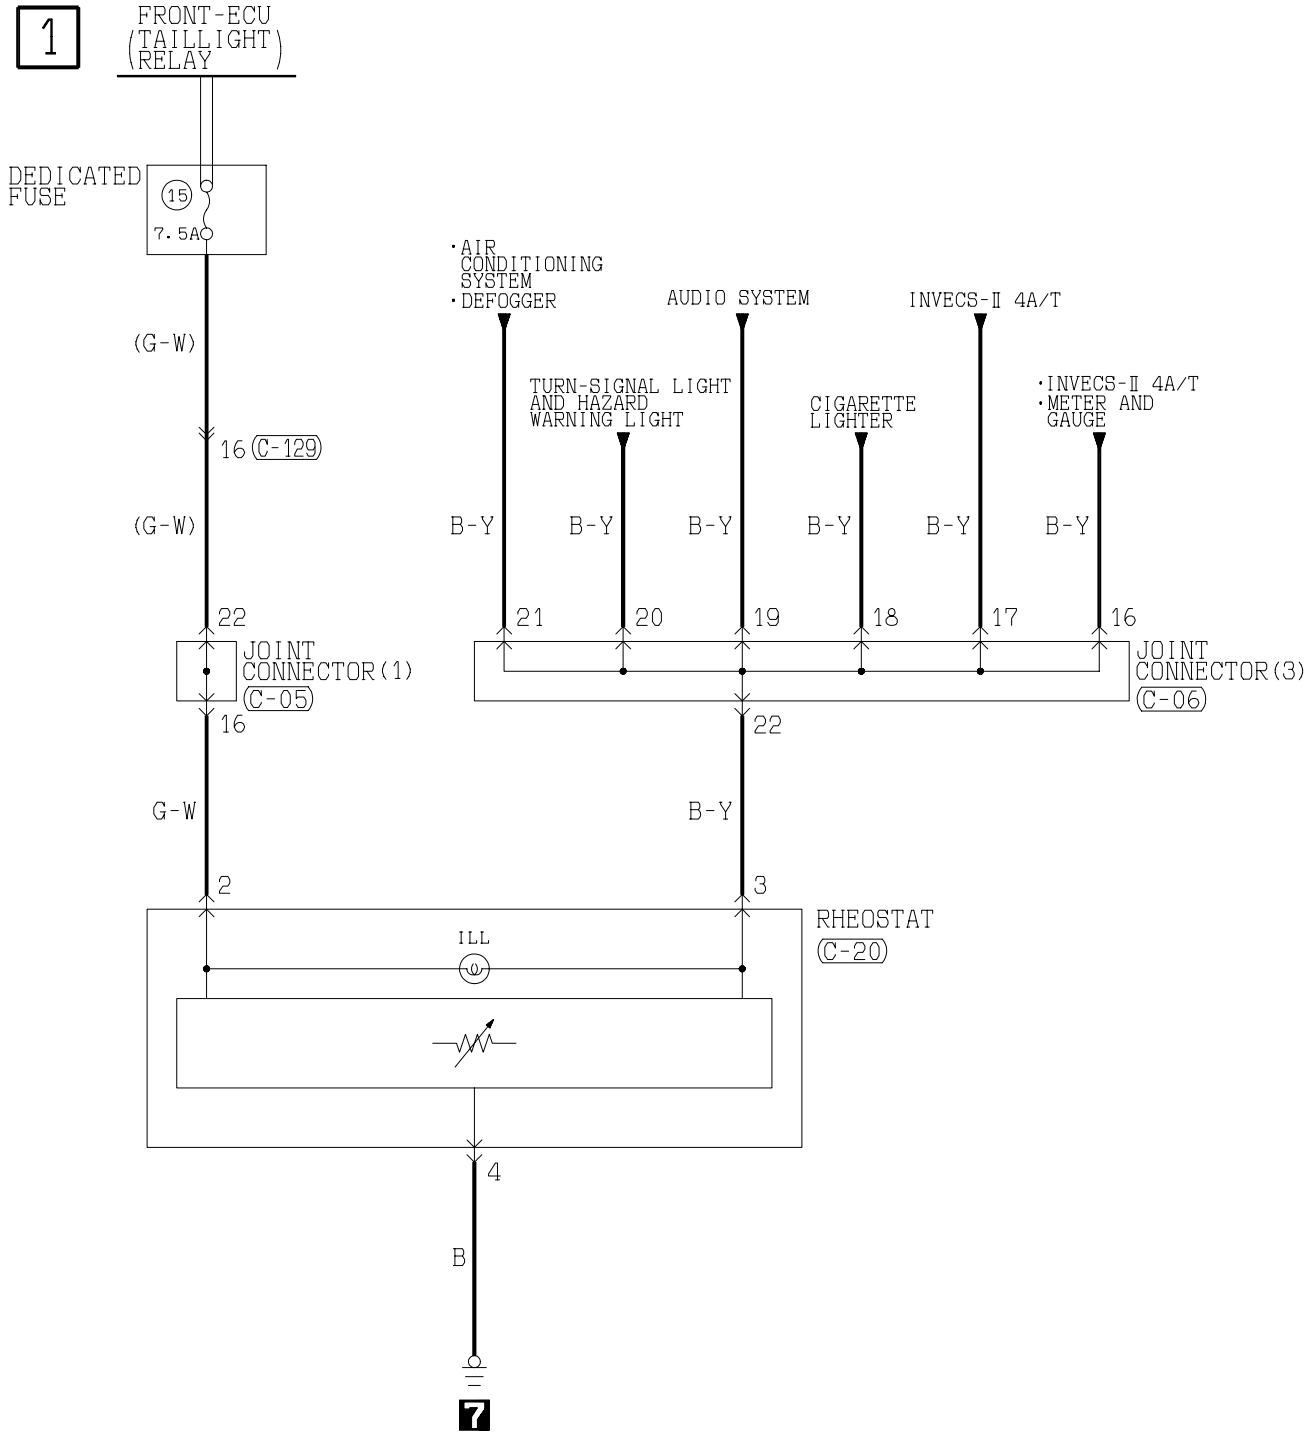 1
FRONT-ECU
(TAILLIGHT
RELAY )
DEDICATED
FUSE
15
7.5A
(G-W)
16 (C-129)
(G-W)
22
JOINT
CONNECTOR(1)
(C-05)
16
G-W
2
・AIR
CONDITIONING
SYSTEM
・DEFOGGER
AUDIO SYSTEM
INVECS-Ⅱ 4A/T
TURN-SIGNAL LIGHT
AND HAZARD
WARNING LIGHT
CIGARETTE
LIGHTER
・INVECS-Ⅱ 4A/T
・METER AND
GAUGE
B-Y B-Y B-Y B-Y B-Y B-Y
21 20 19 18 17 16
JOINT
CONNECTOR(3)
(C-06)
22
B-Y
3
RHEOSTAT
(C-20)
ILL
4
B
7